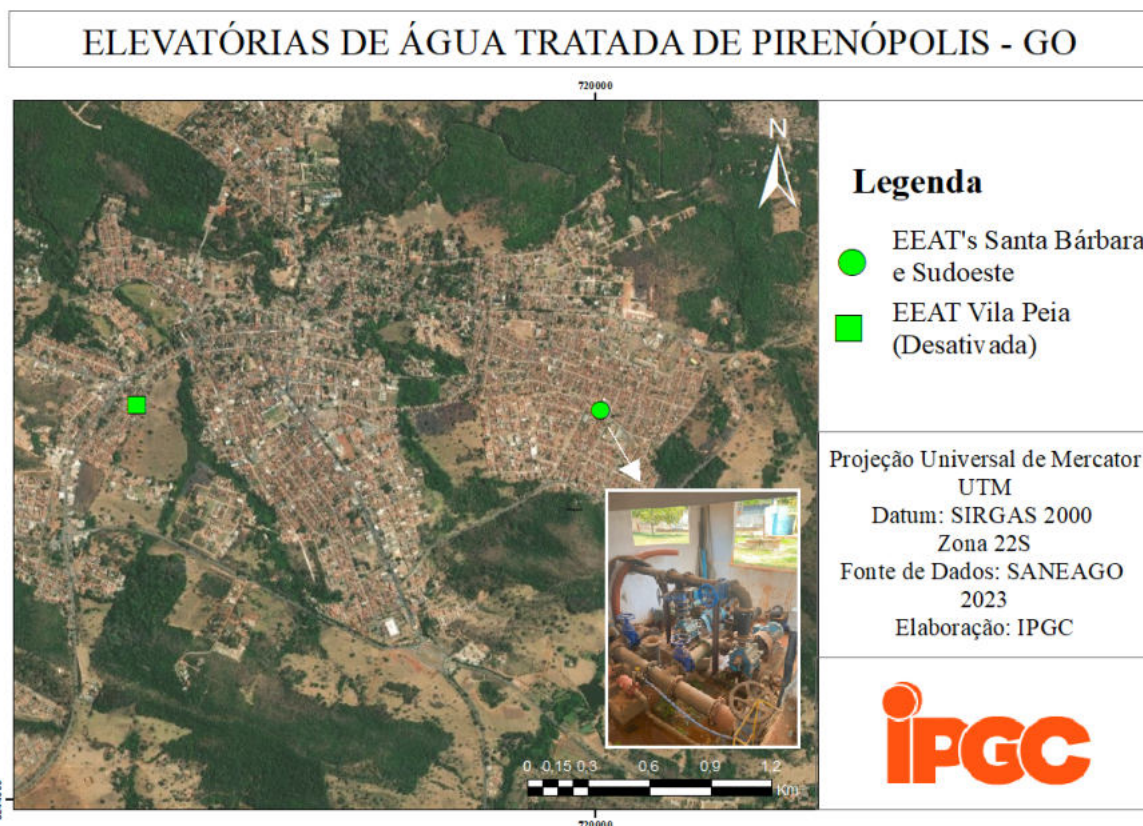 ELEVATÓRIAS DE ÁGUA TRATADA DE PIRENÓPOLIS - GO
720000
N
Legenda
EEAT's Santa Bárbara
e Sudoeste
EEAT Vila Peia
(Desativada)
Projeção Universal de Mercator
UTM
Datum: SIRGAS 2000
Zona 22S
Fonte de Dados: SANEAGO
2023
Elaboração: IPGC
0 0,15 0,3 0,6 0,9 1,2
Km
iPGC
720000